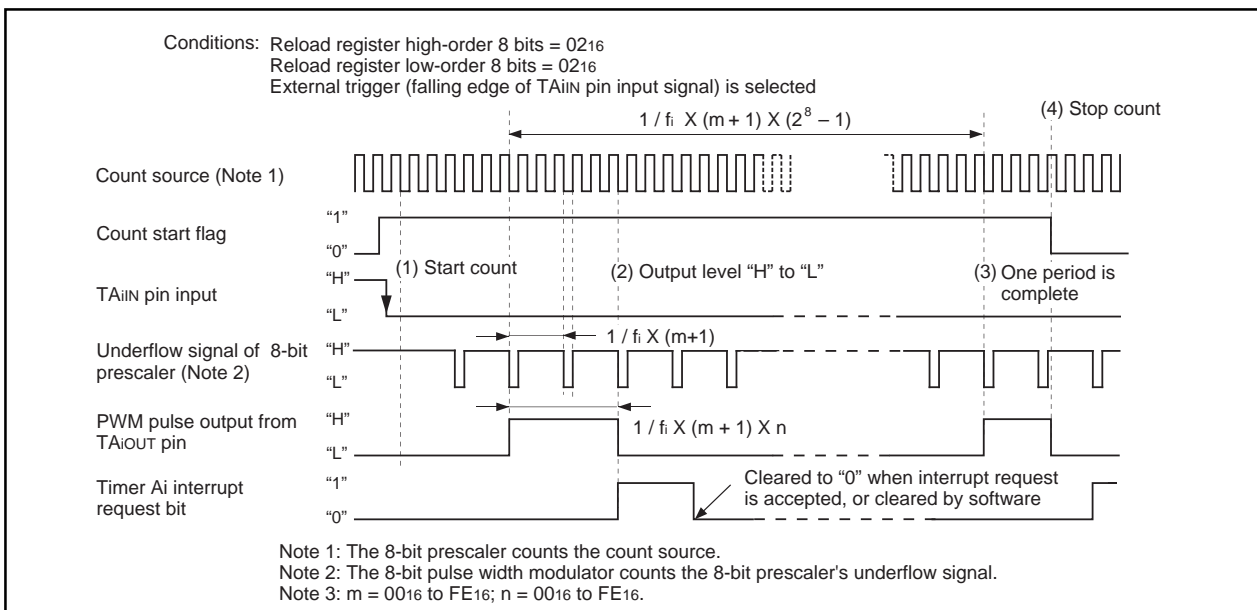 Conditions: Reload register high-order 8 bits = 0216
Reload register low-order 8 bits = 0216
External trigger (falling edge of TAiIN pin input signal) is selected
(4) Stop count
1 / fi X (m + 1) X (2^8 – 1)
Count source (Note 1)
Count start flag
“1”
“0”
(1) Start count
(2) Output level “H” to “L”
(3) One period is
complete
TAiIN pin input
“H”
“L”
1 / fi X (m+1)
Underflow signal of 8-bit
prescaler (Note 2)
“H”
“L”
PWM pulse output from
TAiOUT pin
“H”
“L”
1 / fi X (m + 1) X n
Timer Ai interrupt
request bit
“1”
“0”
Cleared to “0” when interrupt request
is accepted, or cleared by software
Note 1: The 8-bit prescaler counts the count source.
Note 2: The 8-bit pulse width modulator counts the 8-bit prescaler's underflow signal.
Note 3: m = 0016 to FE16; n = 0016 to FE16.